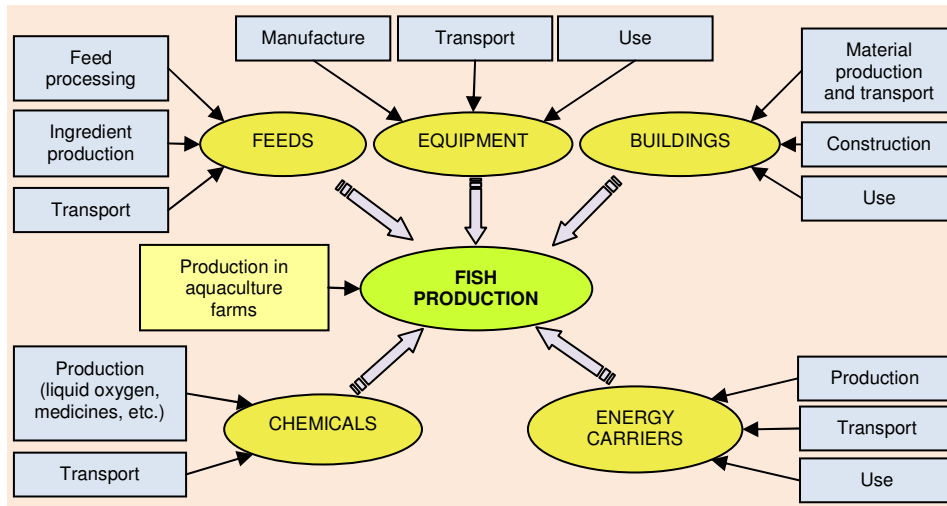 Feed
processing
Manufacture
Transport
Use
Material
production
and transport
Ingredient
production
FEEDS
EQUIPMENT
BUILDINGS
Construction
Transport
Use
Production in
aquaculture
farms
FISH
PRODUCTION
Production
(liquid oxygen,
medicines, etc.)
CHEMICALS
Transport
ENERGY
CARRIERS
Production
Transport
Use